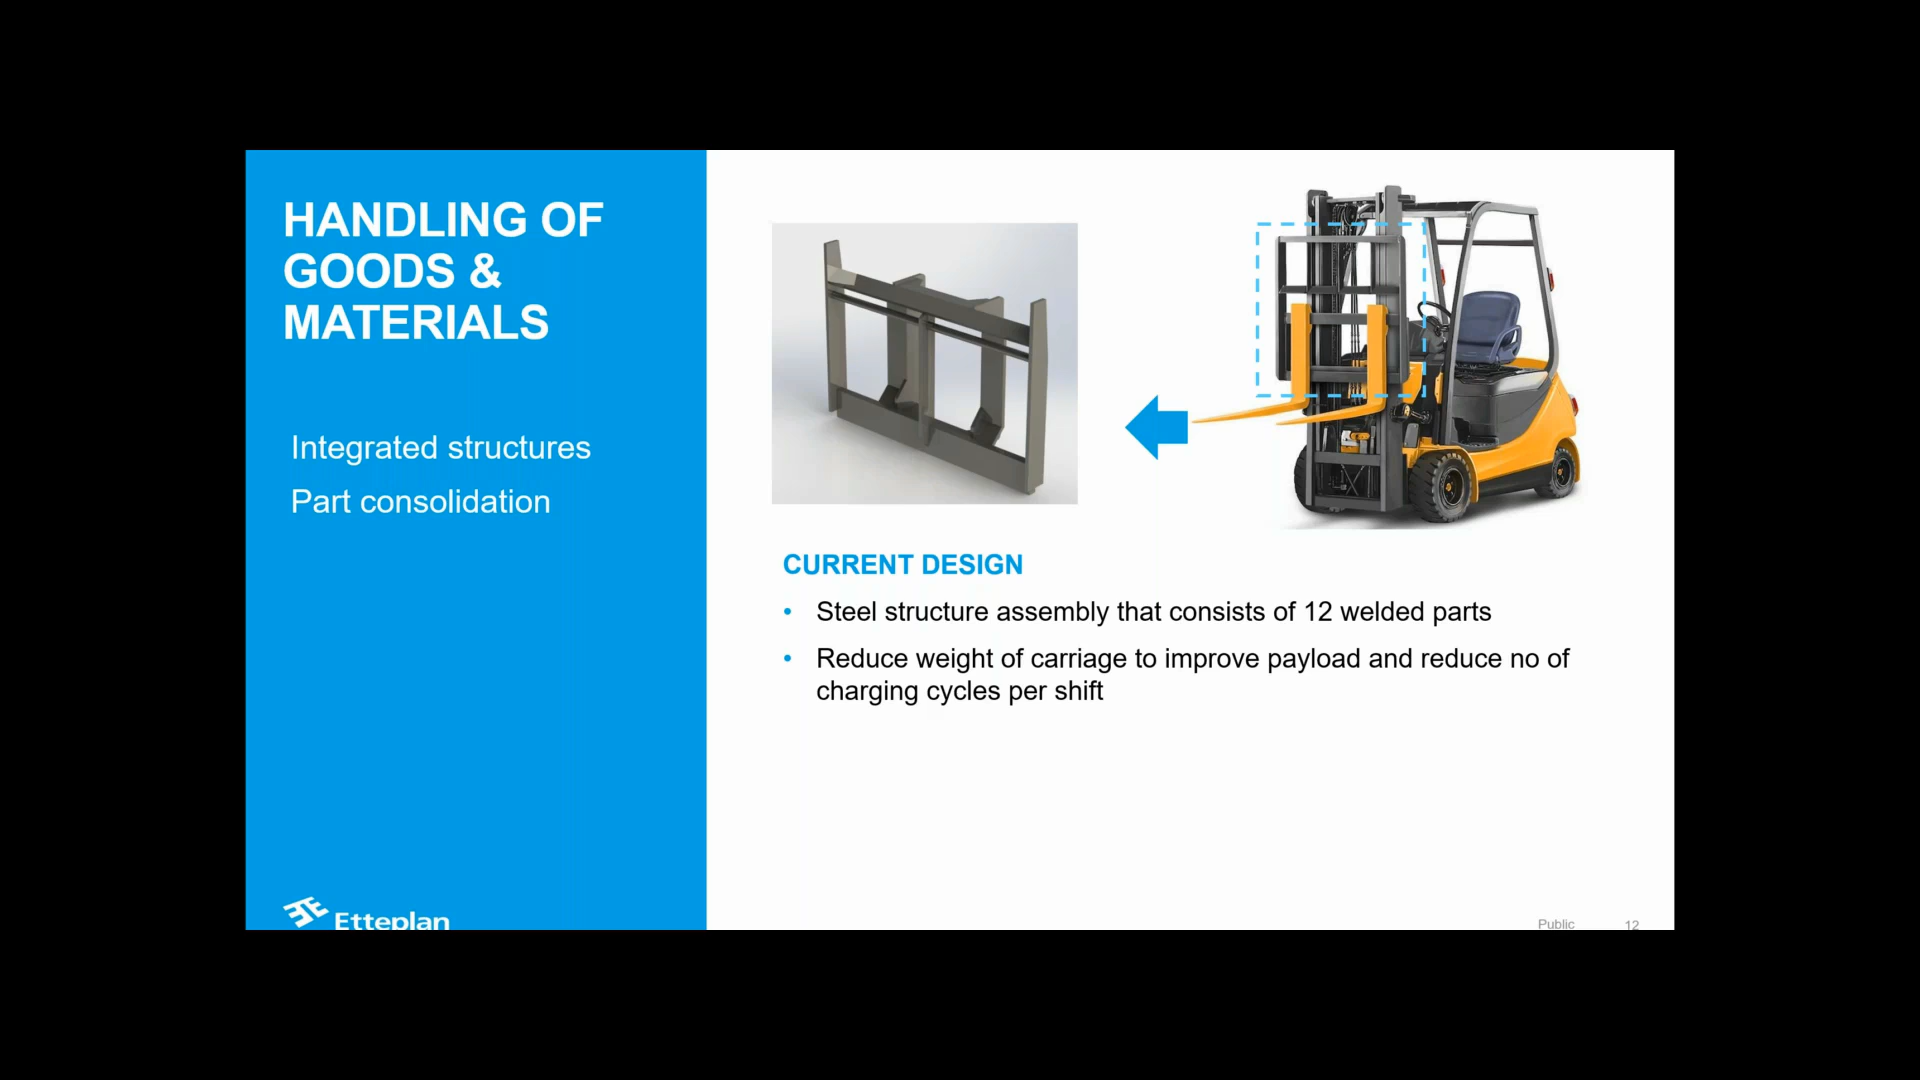 HANDLING OF
GOODS &
MATERIALS
Integrated structures
Part consolidation
CURRENT DESIGN
• Steel structure assembly that consists of 12 welded parts
• Reduce weight of carriage to improve payload and reduce no of
charging cycles per shift
Etteplan
Public 12